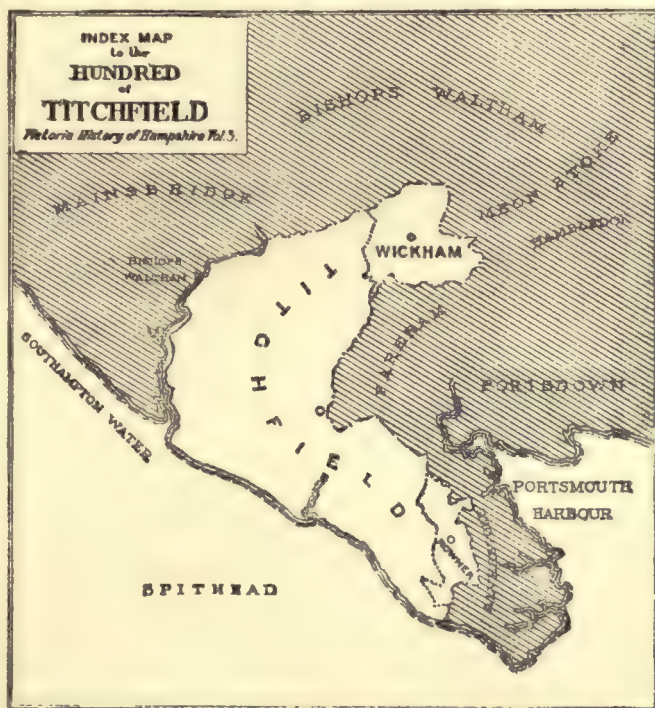 INDEX MAP
to the
HUNDRED
of
TITCHFIELD
Victoria History of Hampshire Vol. 3.
BISHOPS WALTHAM
MAINSBRIDGE
MEON STOKE
HAMBLEDON
WICKHAM
BISHOPS
WALTHAM
TITCHFIELD
FAREHAM
SOUTHAMPTON WATER
PORTSDOWN
PORTSMOUTH
HARBOUR
ROWNER
SPITHEAD